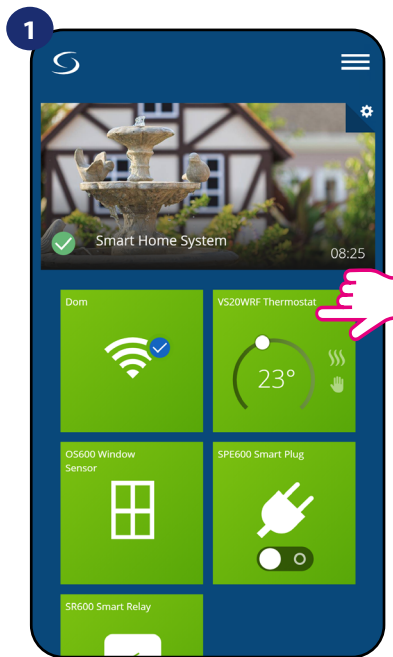 1
Smart Home System
08:25
Dom
VS20WRF Thermostat
23°
OS600 Window
Sensor
SPE600 Smart Plug
SR600 Smart Relay